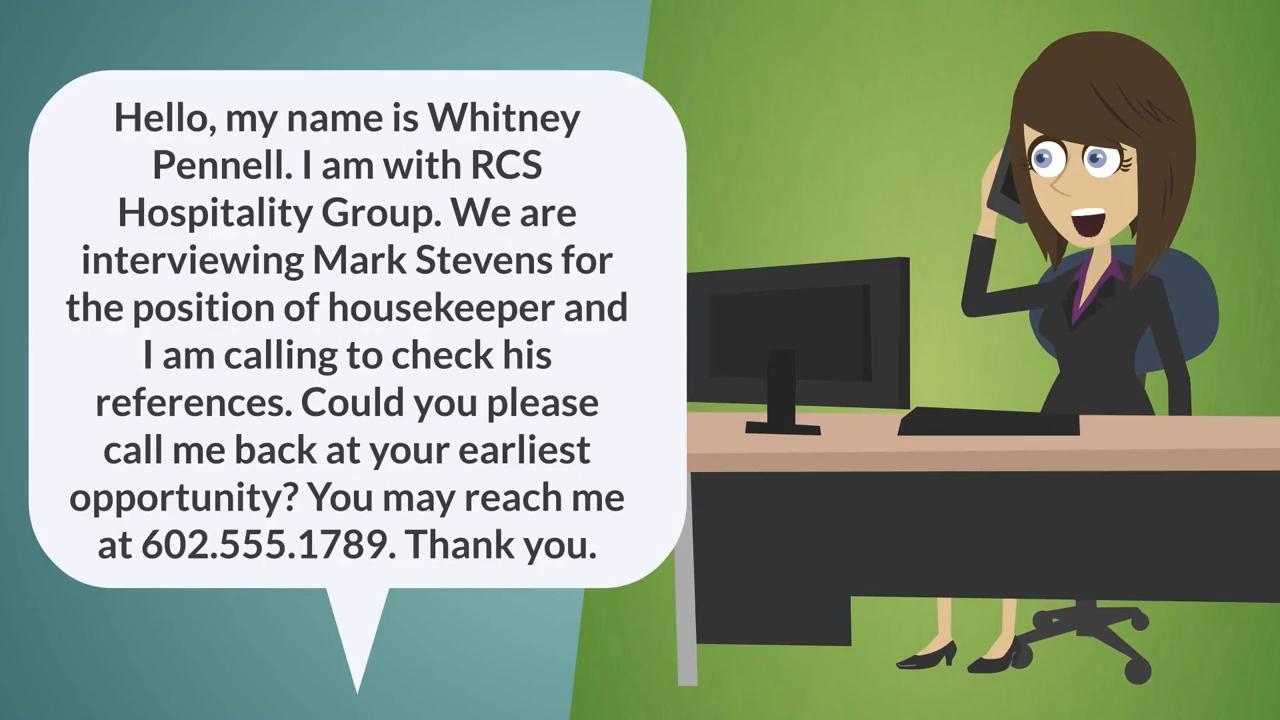 Hello, my name is Whitney
Pennell. I am with RCS
Hospitality Group. We are
interviewing Mark Stevens for
the position of housekeeper and
I am calling to check his
references. Could you please
call me back at your earliest
opportunity? You may reach me
at 602.555.1789. Thank you.